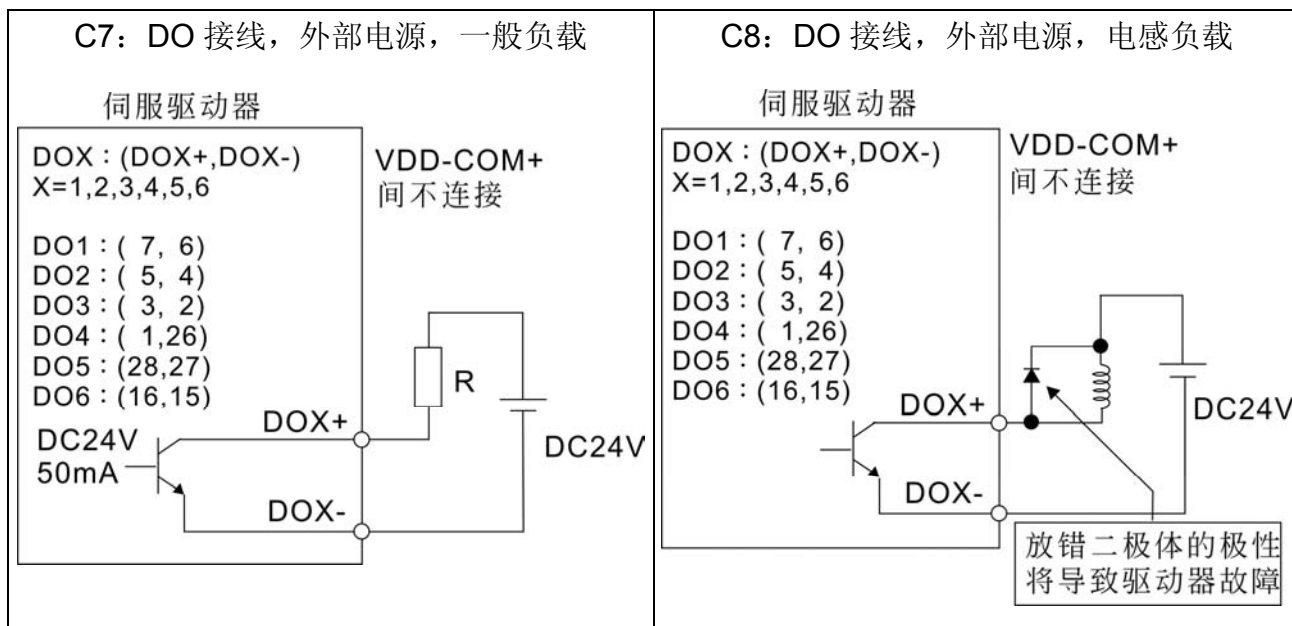 C7：DO 接线，外部电源，一般负载
伺服驱动器
DOX：(DOX+,DOX-)
X=1,2,3,4,5,6
VDD-COM+
间不连接
DO1：( 7, 6)
DO2：( 5, 4)
DO3：( 3, 2)
DO4：( 1,26)
DO5：(28,27)
DO6：(16,15)
R
DOX+
DC24V
50mA
DC24V
DOX-
C8：DO 接线，外部电源，电感负载
伺服驱动器
DOX：(DOX+,DOX-)
X=1,2,3,4,5,6
VDD-COM+
间不连接
DO1：( 7, 6)
DO2：( 5, 4)
DO3：( 3, 2)
DO4：( 1,26)
DO5：(28,27)
DO6：(16,15)
DOX+
DC24V
DOX-
放错二极体的极性
将导致驱动器故障